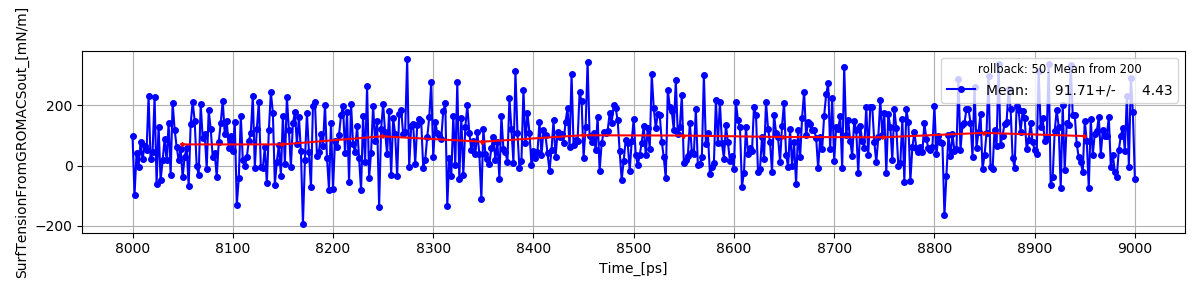 SurfTensionFromGROMACSout_[mN/m]
200
0
−200
rollback: 50. Mean from 200
Mean: 91.71+/- 4.43
8000 8100 8200 8300 8400 8500 8600 8700 8800 8900 9000
Time_[ps]